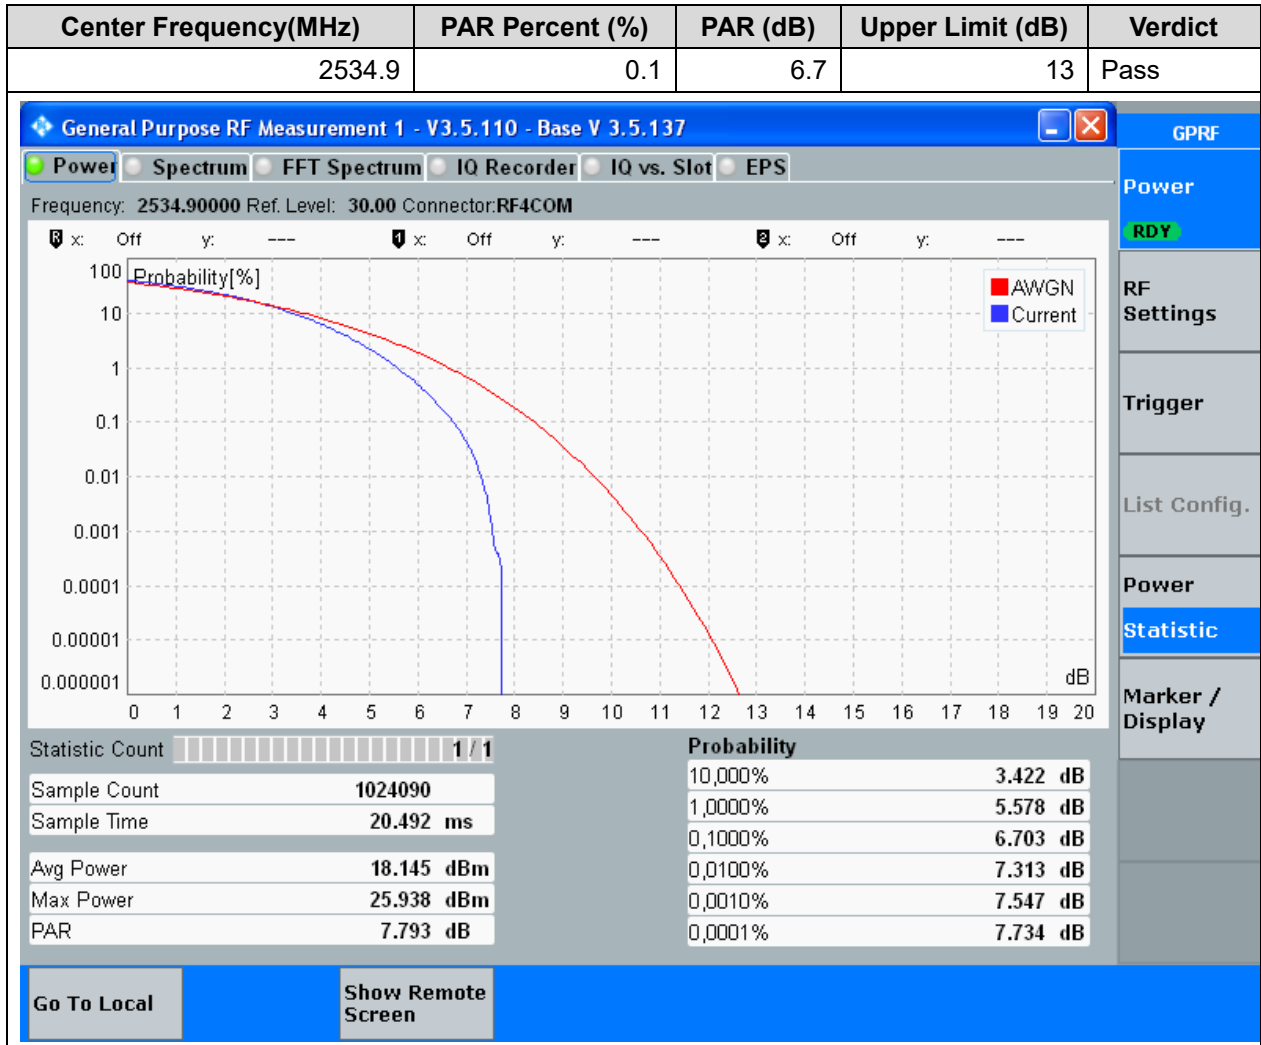 Center Frequency(MHz) PAR Percent (%) PAR (dB) Upper Limit (dB) Verdict
2534.9 0.1 6.7 13 Pass
General Purpose RF Measurement 1 - V3.5.110 - Base V 3.5.137
GPRF
Power Spectrum FFT Spectrum IQ Recorder IQ vs. Slot EPS
Frequency: 2534.90000 Ref. Level: 30.00 Connector:RF4COM
R x: Off y: --- 1 x: Off y: --- 2 x: Off y: ---
Probability[%]
AWGN
Current
100
10
1
0.1
0.01
0.001
0.0001
0.00001
0.000001
dB
0 1 2 3 4 5 6 7 8 9 10 11 12 13 14 15 16 17 18 19 20
Statistic Count 1 / 1
Sample Count 1024090
Sample Time 20.492 ms
Avg Power 18.145 dBm
Max Power 25.938 dBm
PAR 7.793 dB
Probability
10,000% 3.422 dB
1,0000% 5.578 dB
0,1000% 6.703 dB
0,0100% 7.313 dB
0,0010% 7.547 dB
0,0001% 7.734 dB
Power
RDY
RF
Settings
Trigger
List Config.
Power
Statistic
Marker /
Display
Go To Local
Show Remote
Screen